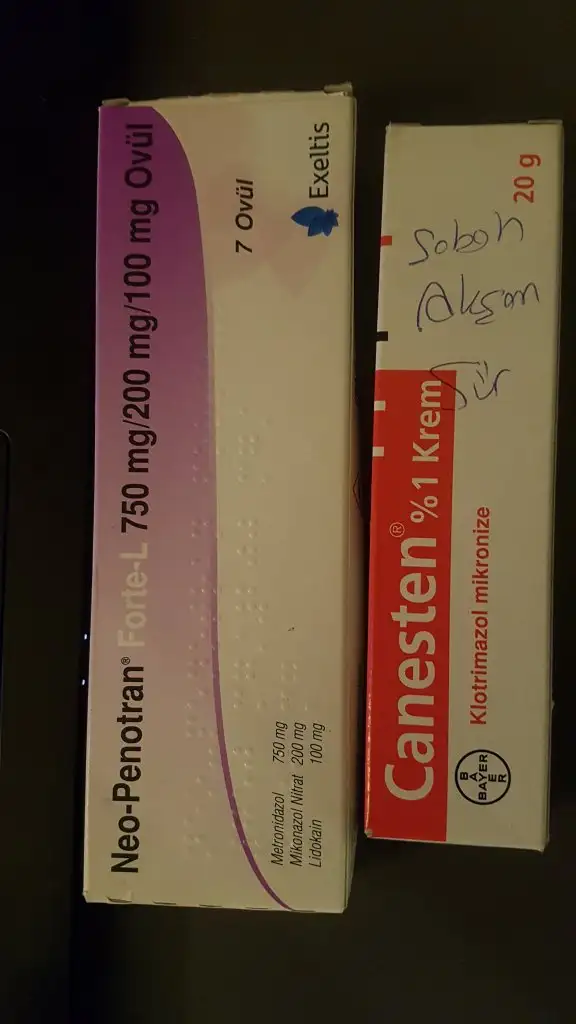 Neo-Penotran® Forte-L 750 mg/200 mg/100 mg Ovül
7 Ovül
Exeltis
Metronidazol 750 mg
Mikonazol Nitrat 200 mg
Lidokain 100 mg
20 g
Sabah
Akşam
Sür
Canesten® %1 Krem
Klotrimazol mikronize
BAYER
BAYER